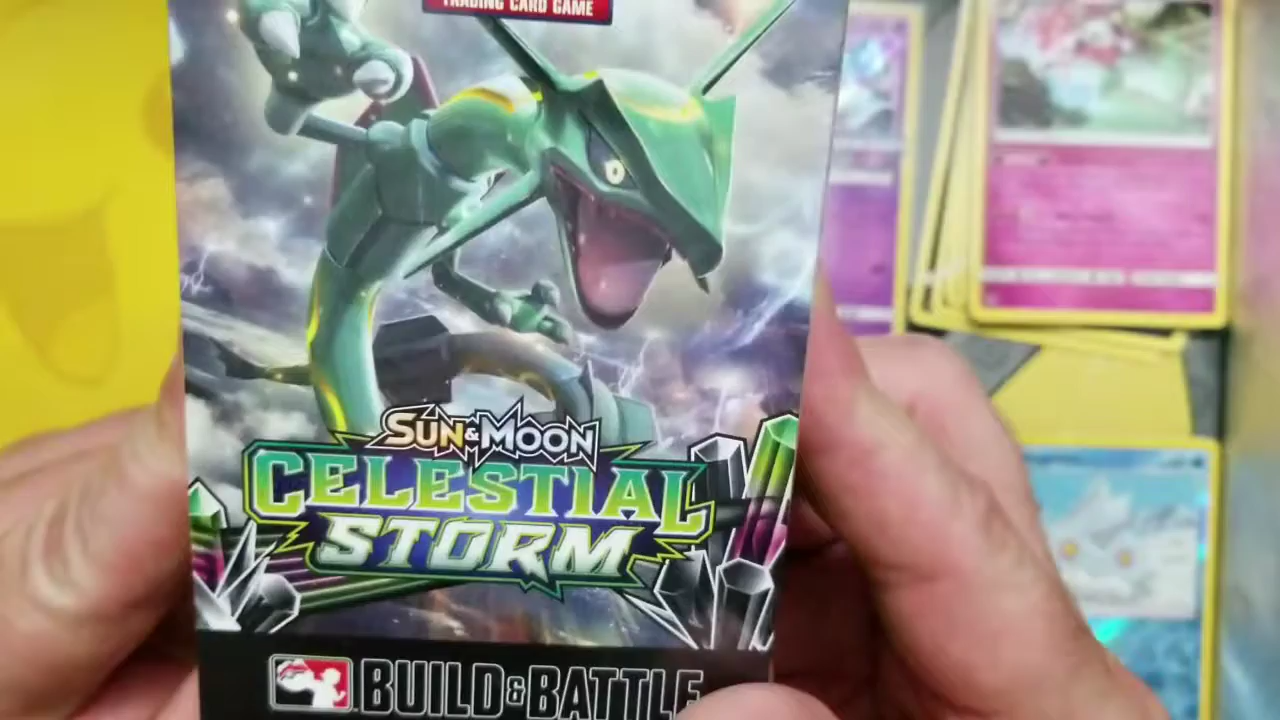 TRADING CARD GAME
SUN & MOON
CELESTIAL
STORM
BUILD & BATTLE